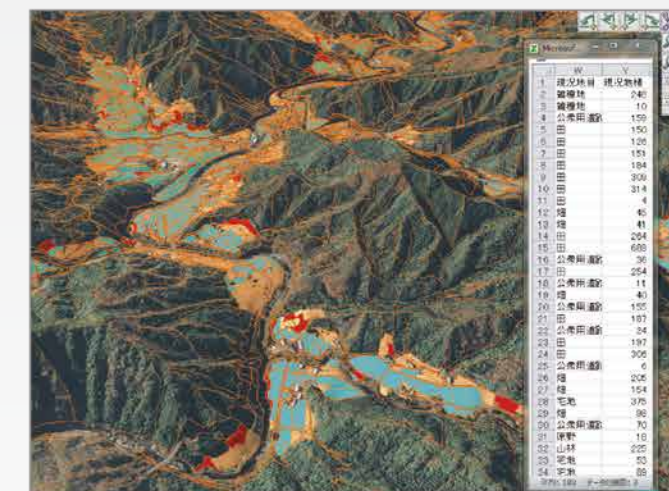 Microsof...
W V
1 現況地目 現況地積
2 雑種地 246
3 雑種地 10
4 公衆用道路 159
5 田 150
6 田 126
7 田 151
8 田 184
9 田 309
10 田 314
11 田 4
12 畑 45
13 畑 41
14 田 264
15 田 688
16 公衆用道路 36
17 田 254
18 公衆用道路 11
19 畑 40
20 公衆用道路 155
21 田 187
22 公衆用道路 24
23 田 197
24 田 306
25 公衆用道路 6
26 畑 205
27 畑 154
28 宅地 375
29 畑 98
30 公衆用道路 70
31 原野 18
32 山林 225
33 宅地 53
34 宅地 89